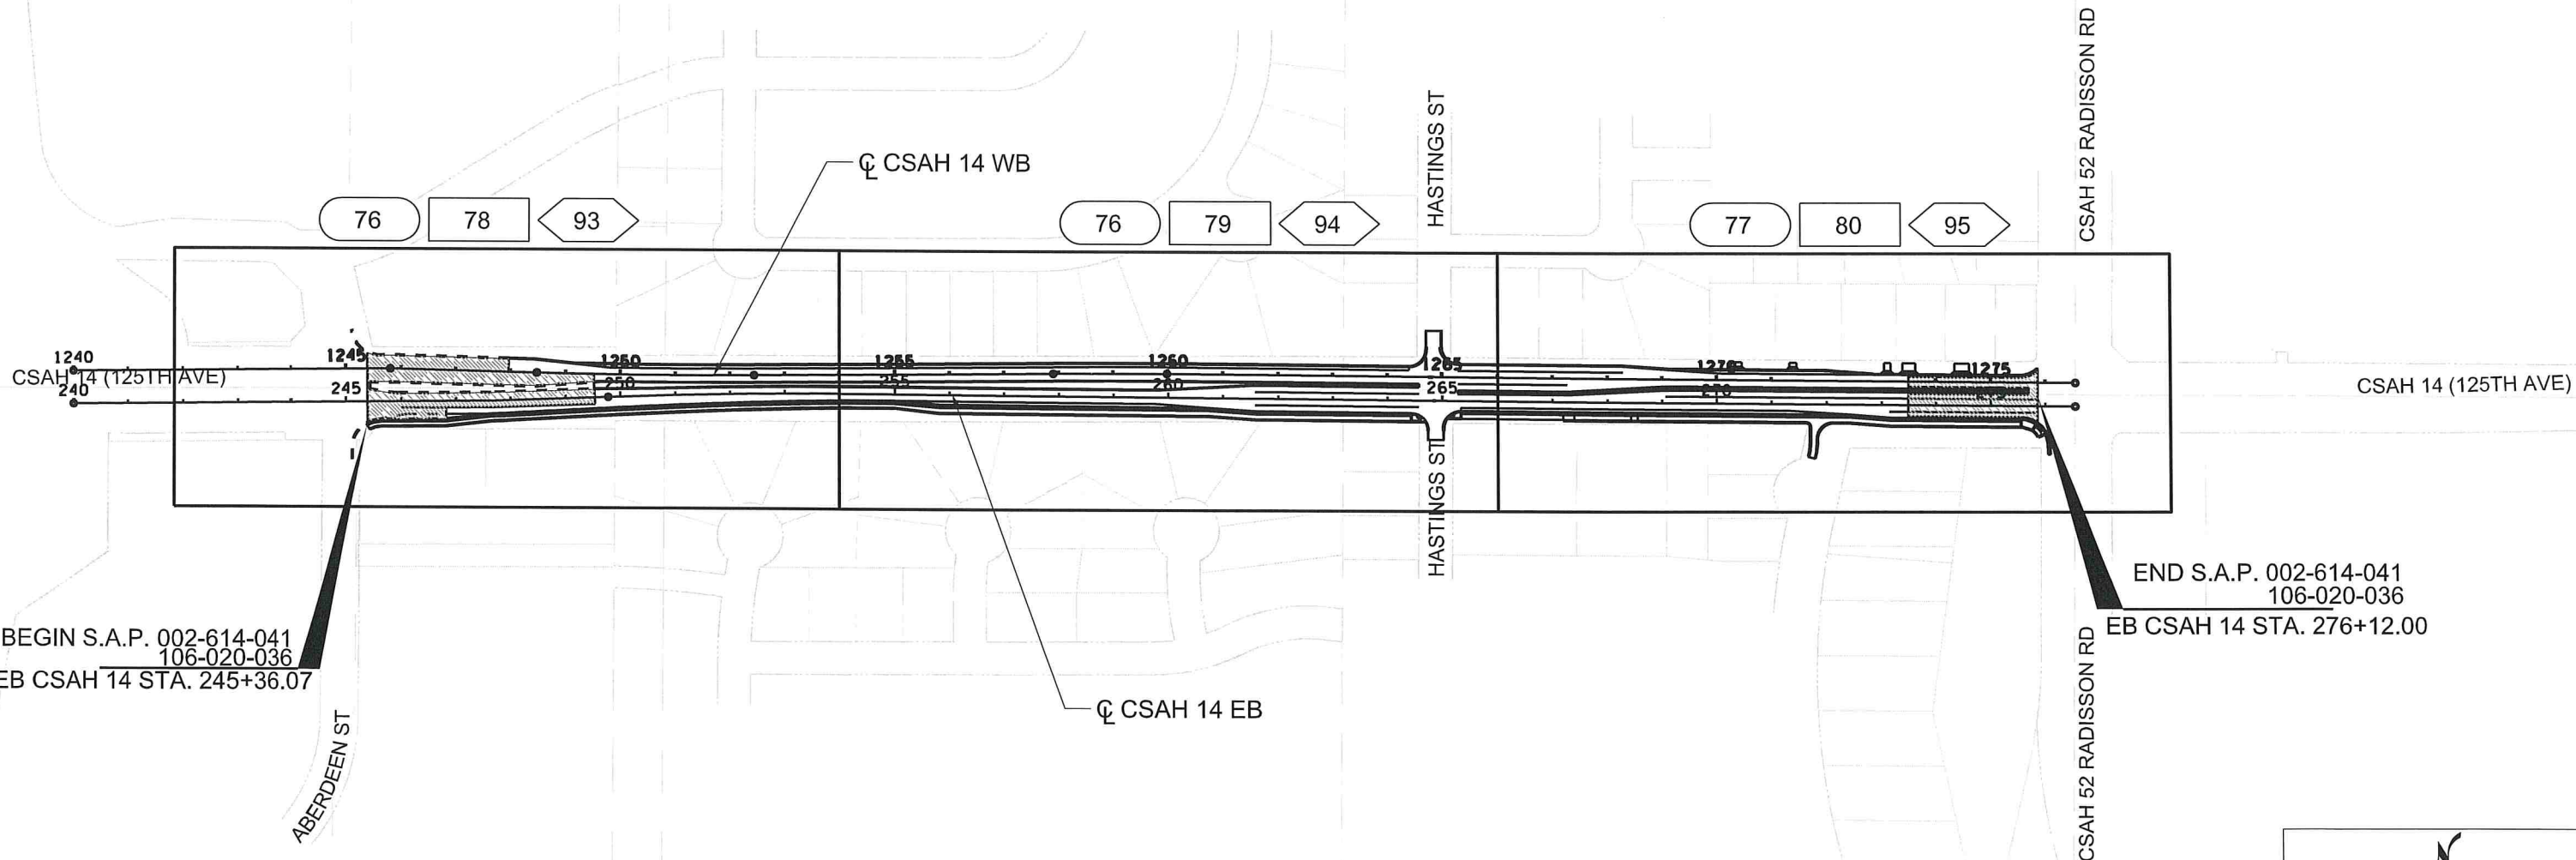 HASTINGS ST
CSAH 52 RADISSON RD
℄ CSAH 14 WB
76
78
93
76
79
94
77
80
95
1240
1245
1250
1255
1260
1265
1270
1275
CSAH 14 (125TH AVE)
CSAH 14 (125TH AVE)
240
245
250
255
260
265
270
275
HASTINGS ST
BEGIN S.A.P. 002-614-041
106-020-036
EB CSAH 14 STA. 245+36.07
END S.A.P. 002-614-041
106-020-036
EB CSAH 14 STA. 276+12.00
℄ CSAH 14 EB
ABERDEEN ST
CSAH 52 RADISSON RD